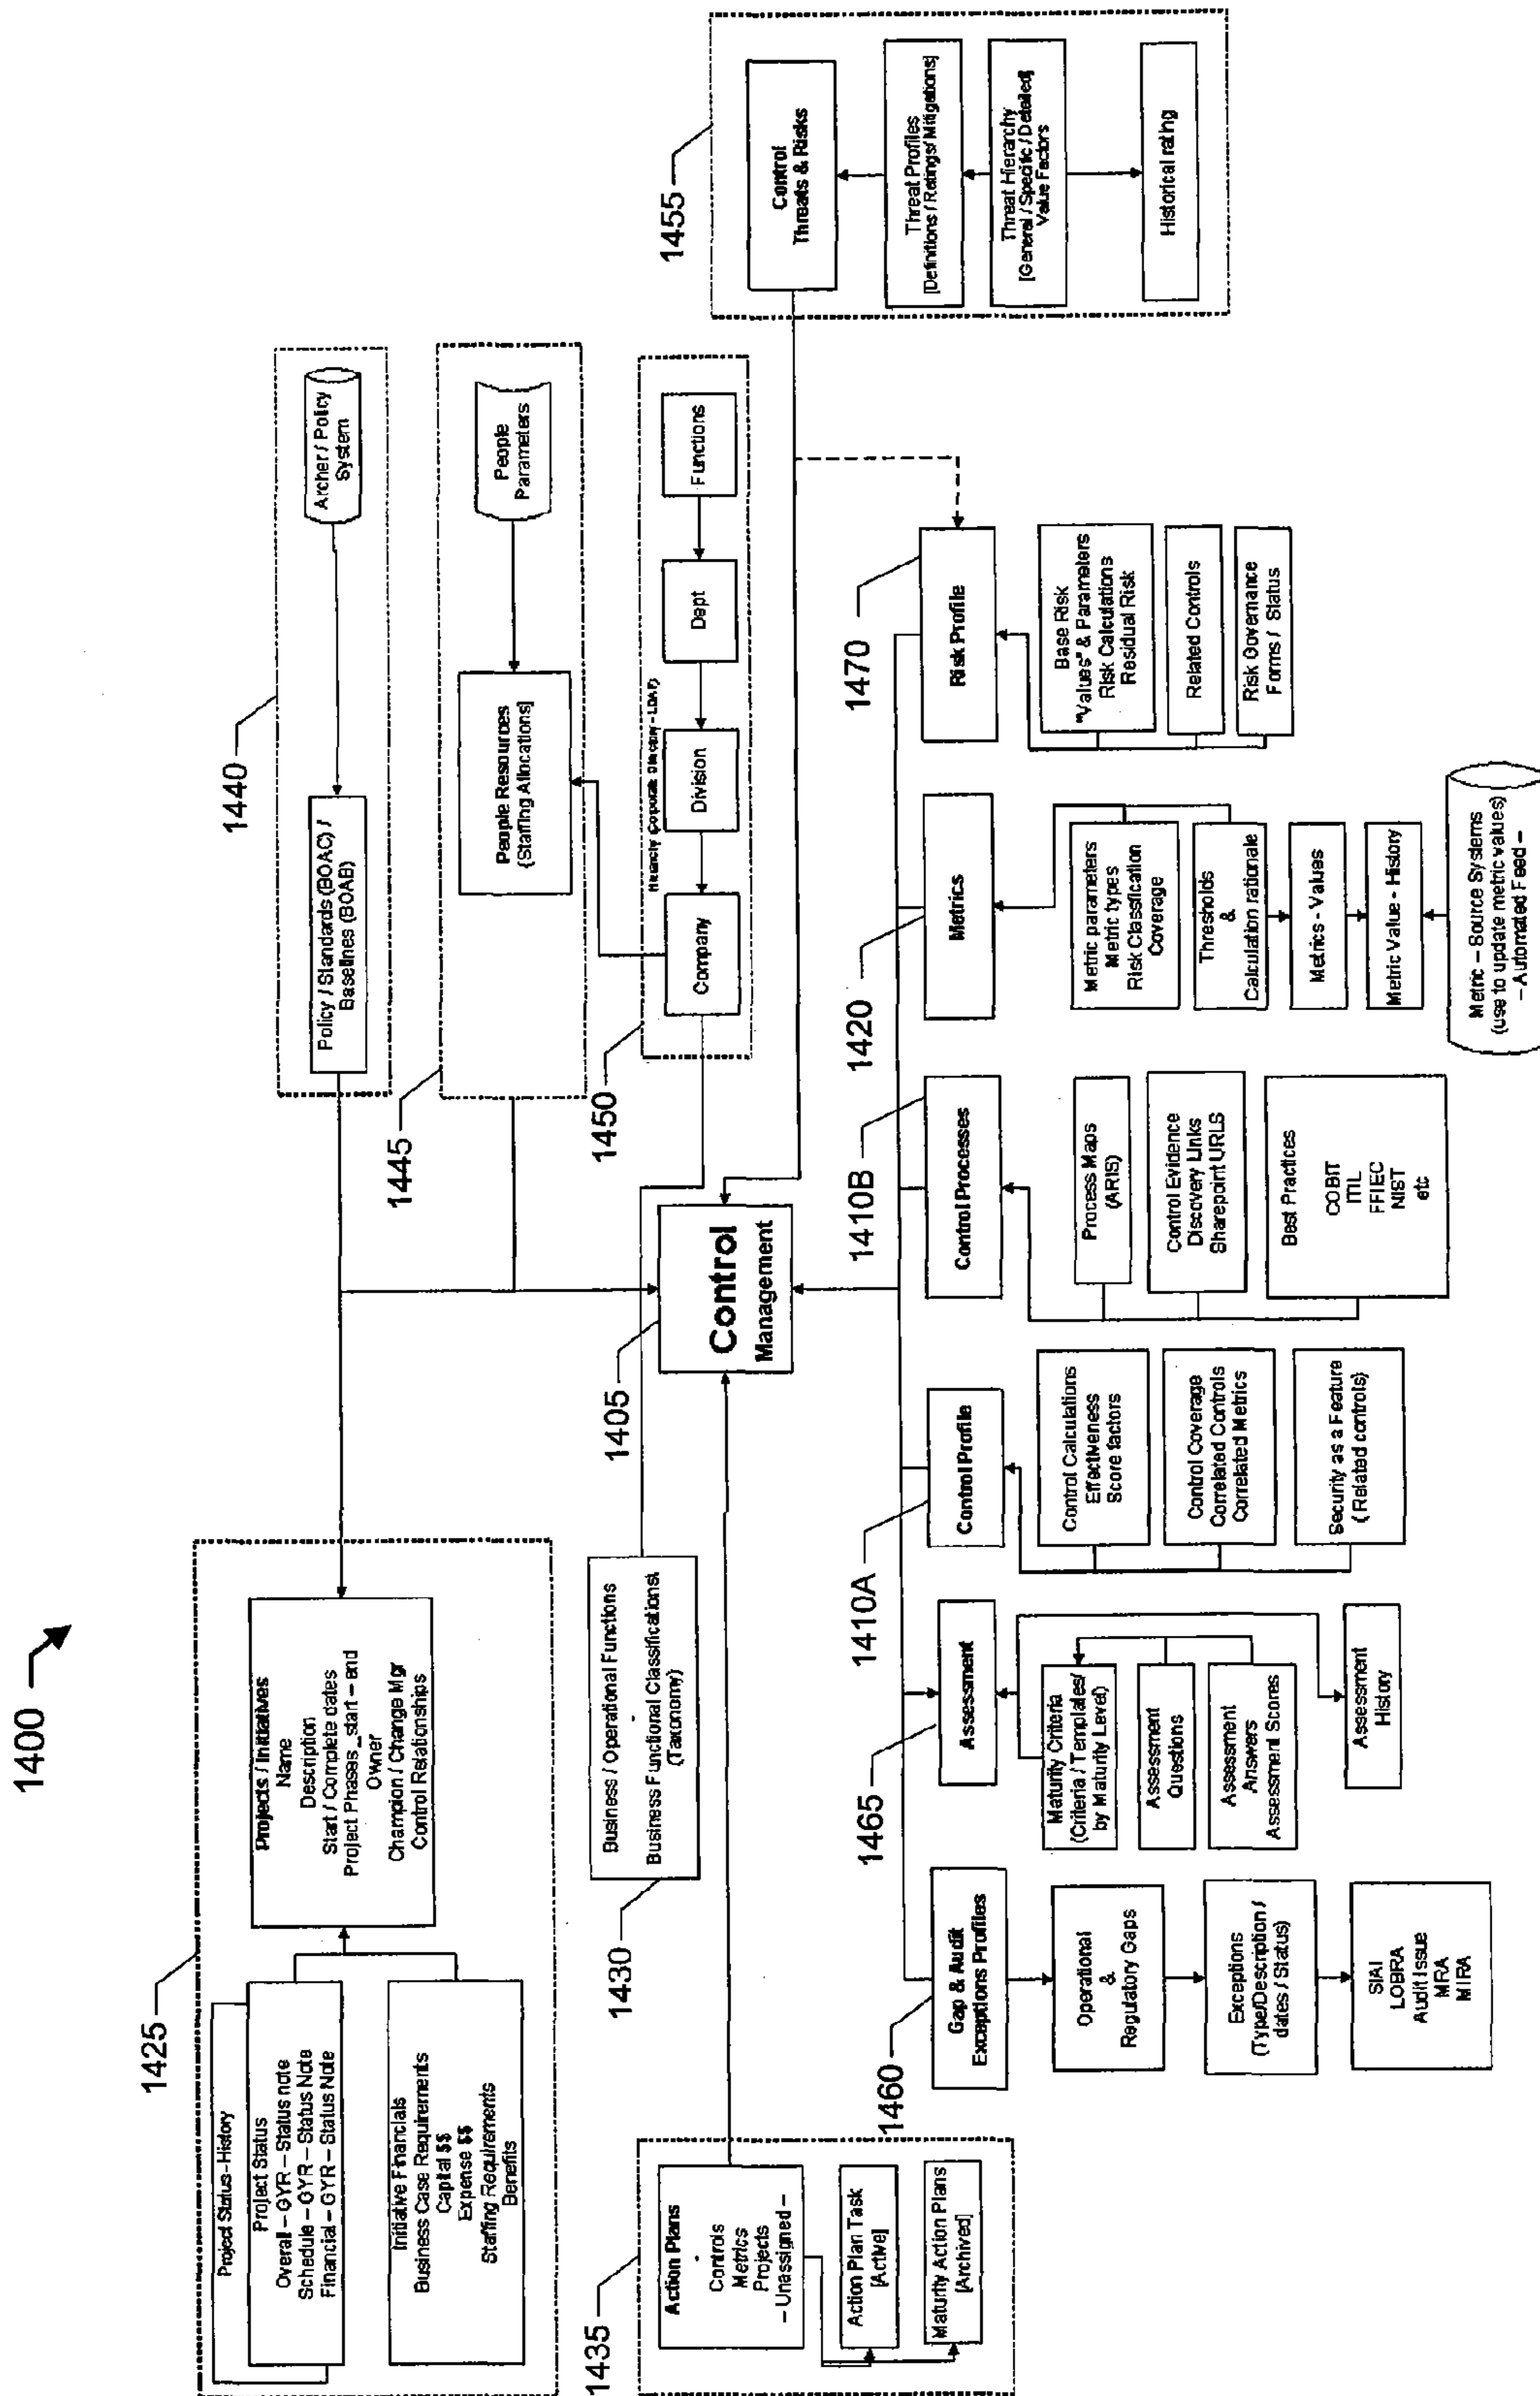 1400
1425
Project Status - History
Project Status
Overall – GYR – Status note
Schedule – GYR – Status Note
Financial – GYR – Status Note
Initiative Financials
Business Case Requirements
Capital $$
Expense $$
Staffing Requirements
Benefits
Projects / Initiatives
Name
Description
Start / Complete dates
Project Phases_start – end
Owner
Champion / Change Mgr
Control Relationships
1440
Policy / Standards (BOAC) /
Baselines (BOAB)
Archer / Policy
System
1445
People Resources
(Staffing Allocations]
People
Parameters
1450
Corporate
Company
Division
Dept
Functions
1430
Business / Operational Functions
-
Business Functional Classifications\
(Taxonomy)
1405
Control
Management
1455
Control
Threats & Risks
Threat Profiles
[Definitions / Ratings/ Mitigations]
Threat Hierarchy
[General / Specific / Detailed]
Value Factors
Historical rating
1435
Action Plans
-
Controls
Metrics
Projects
– Unassigned –
Action Plan Task
[Active]
Maturity Action Plans
[Archived]
1460
Gap & Audit
Exceptions Profiles
Operational
&
Regulatory Gaps
Exceptions
(Type/Description /
dates / Status)
SIAI
LOBRA
Audit Issue
MRA
MIRA
1465
Assessment
Maturity Criteria
(Criteria / Templates/
by Maturity Level)
Assessment
Questions
Assessment
Answers
Assessment Scores
Assessment
History
1410A
Control Profile
Control Calculations
Effectiveness
Score factors
Control Coverage
Correlated Controls
Correlated Metrics
Security as a Feature
( Related controls)
1410B
Control Processes
Process Maps
(ARIS)
Control Evidence
Discovery Links
Sharepoint URLS
Best Practices
COBIT
ITIL
FFIEC
NIST
etc
1420
Metrics
Metric parameters
Metric types
Risk Classification
Coverage
Thresholds
&
Calculation rationale
Metrics - Values
Metric Value - History
Metric – Source Systems
(use to update metric values)
– Automated Feed –
1470
Risk Profile
Base Risk
"Values" & Parameters
Risk Calculations
Residual Risk
Related Controls
Risk Governance
Forms / Status